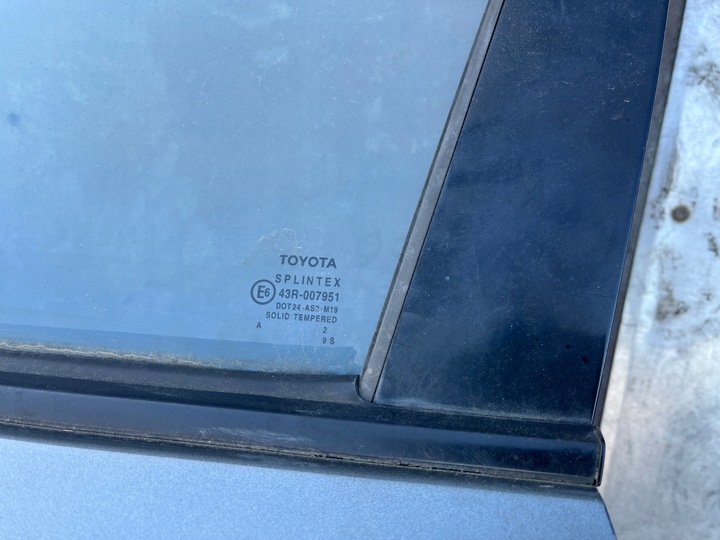 TOYOTA
SPLINTEX
E6 43R-007951
DOT24-AS2-M19
SOLID TEMPERED
A 2
9 S